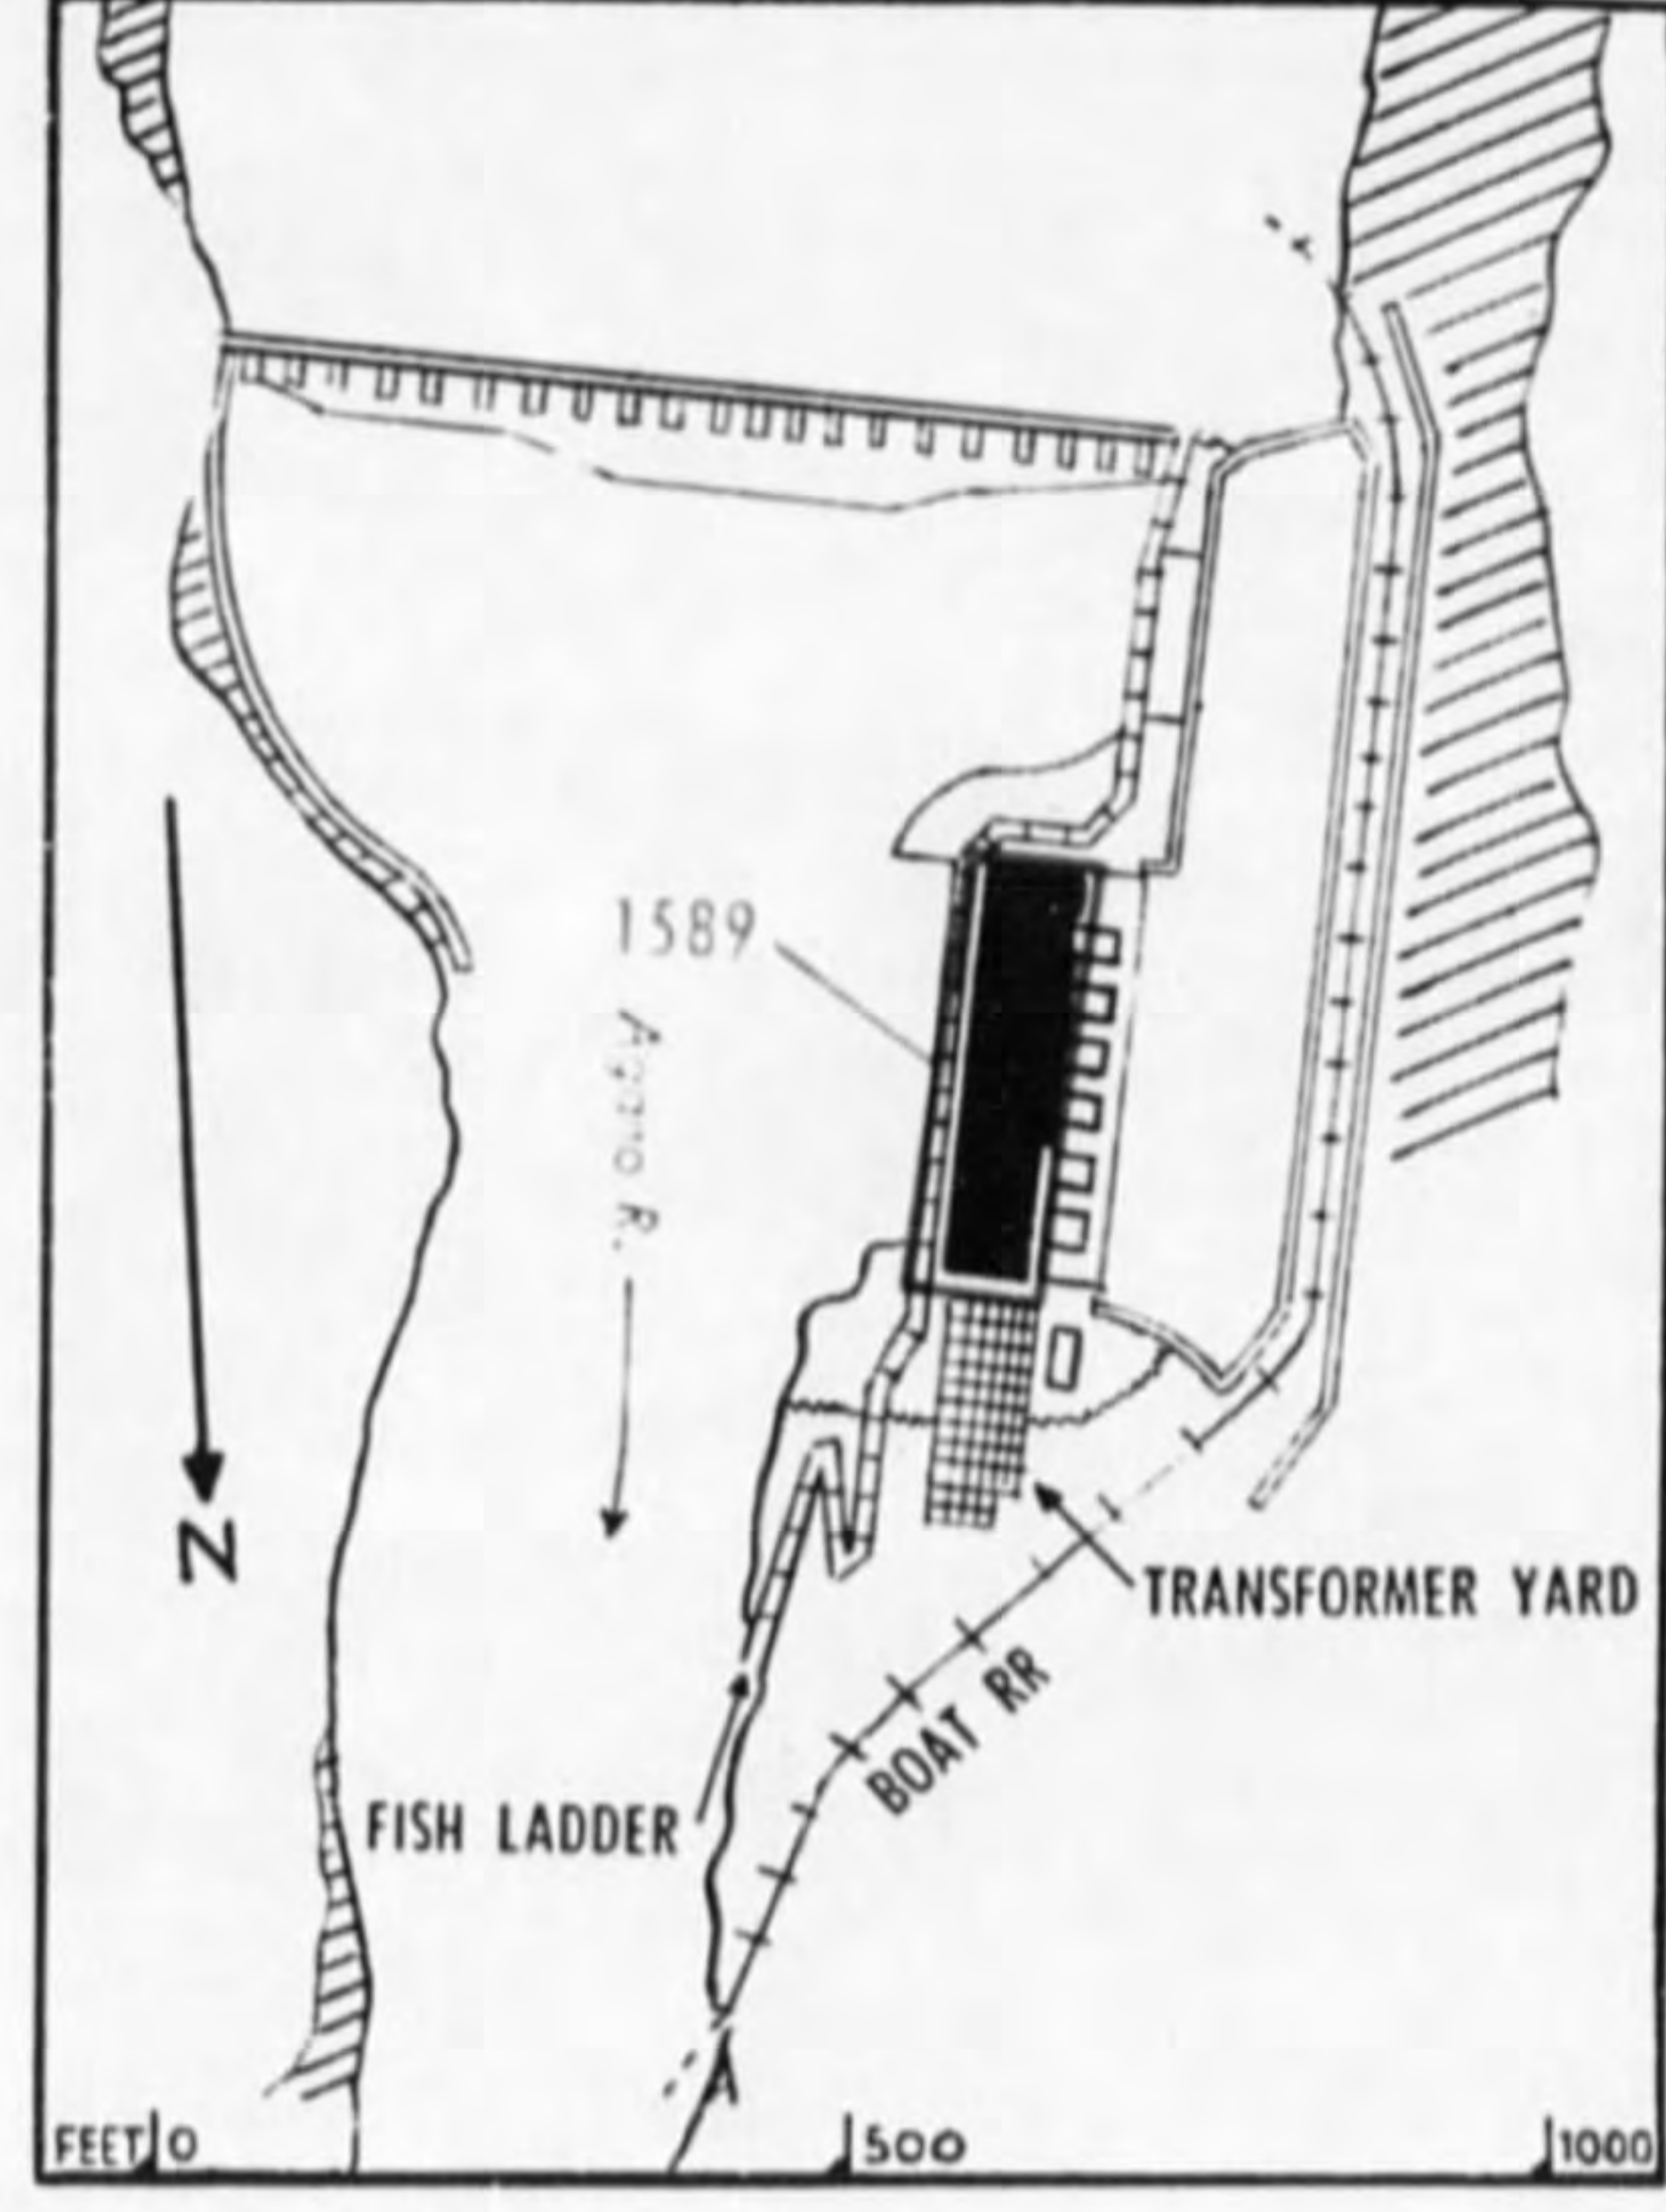 1589
R.
N
TRANSFORMER YARD
BOAT RR
FISH LADDER
FEET 0 500 1000